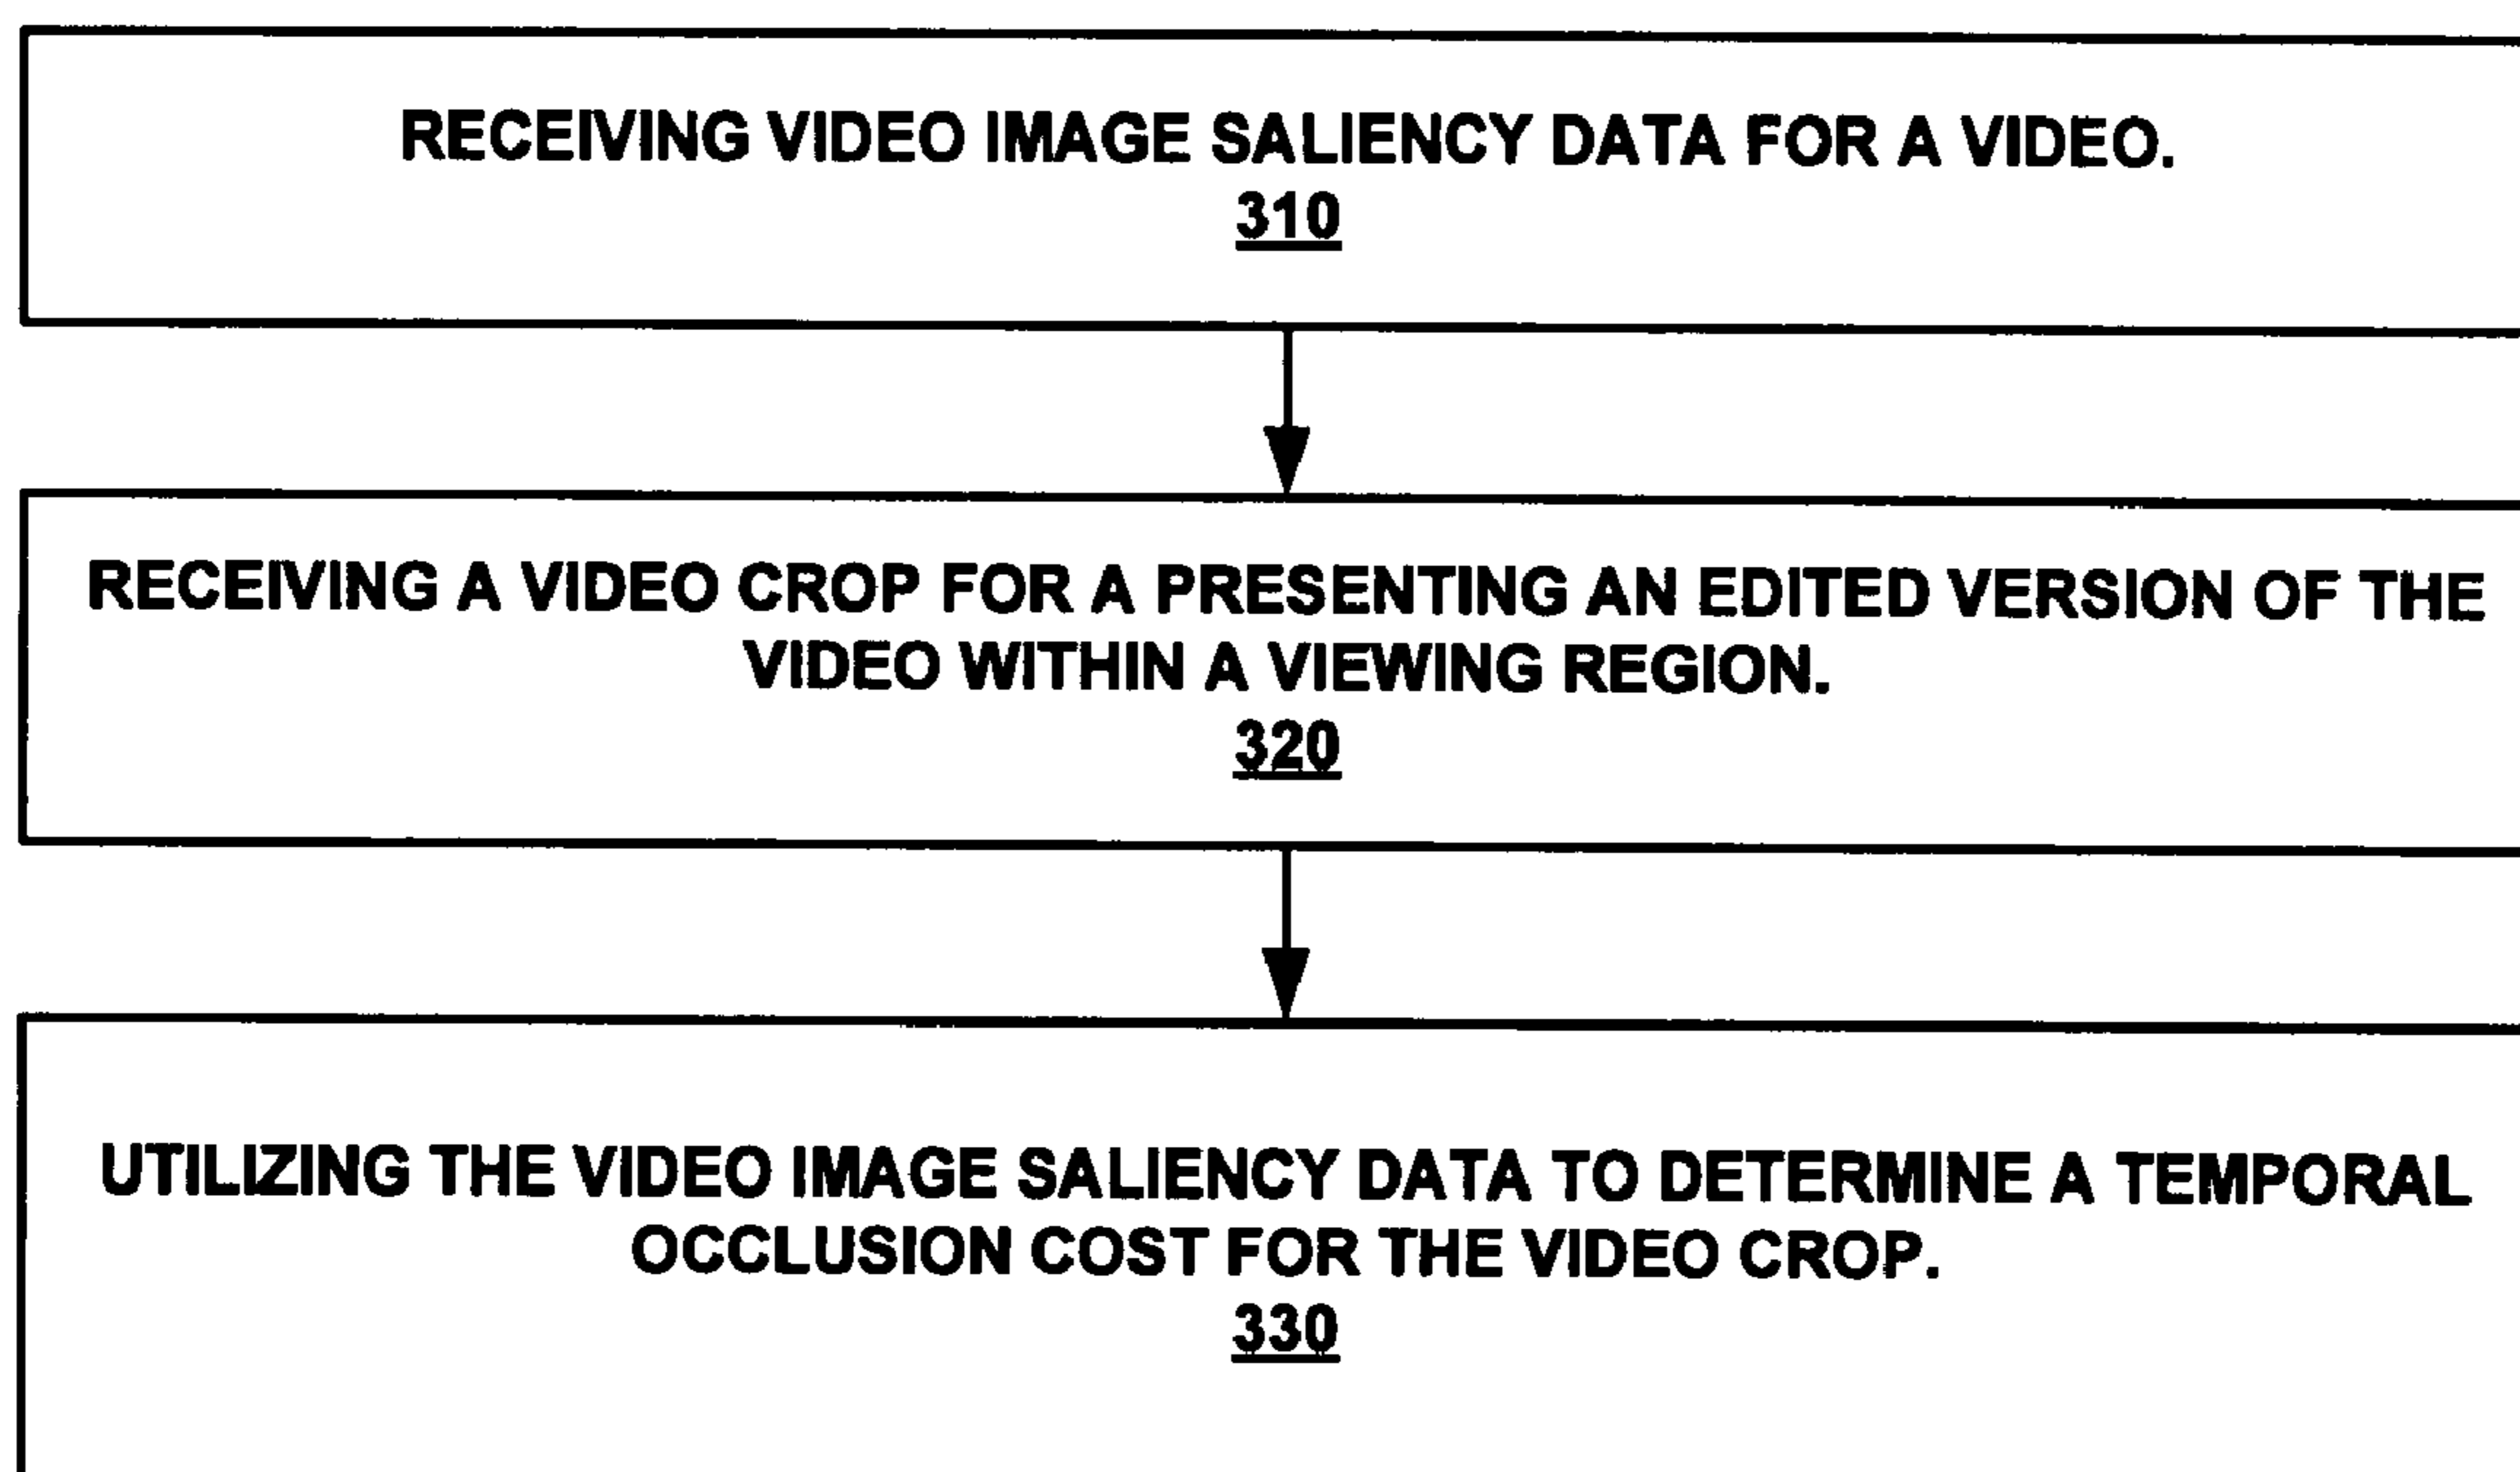 RECEIVING VIDEO IMAGE SALIENCY DATA FOR A VIDEO.
310
RECEIVING A VIDEO CROP FOR A PRESENTING AN EDITED VERSION OF THE
VIDEO WITHIN A VIEWING REGION.
320
UTILIZING THE VIDEO IMAGE SALIENCY DATA TO DETERMINE A TEMPORAL
OCCLUSION COST FOR THE VIDEO CROP.
330